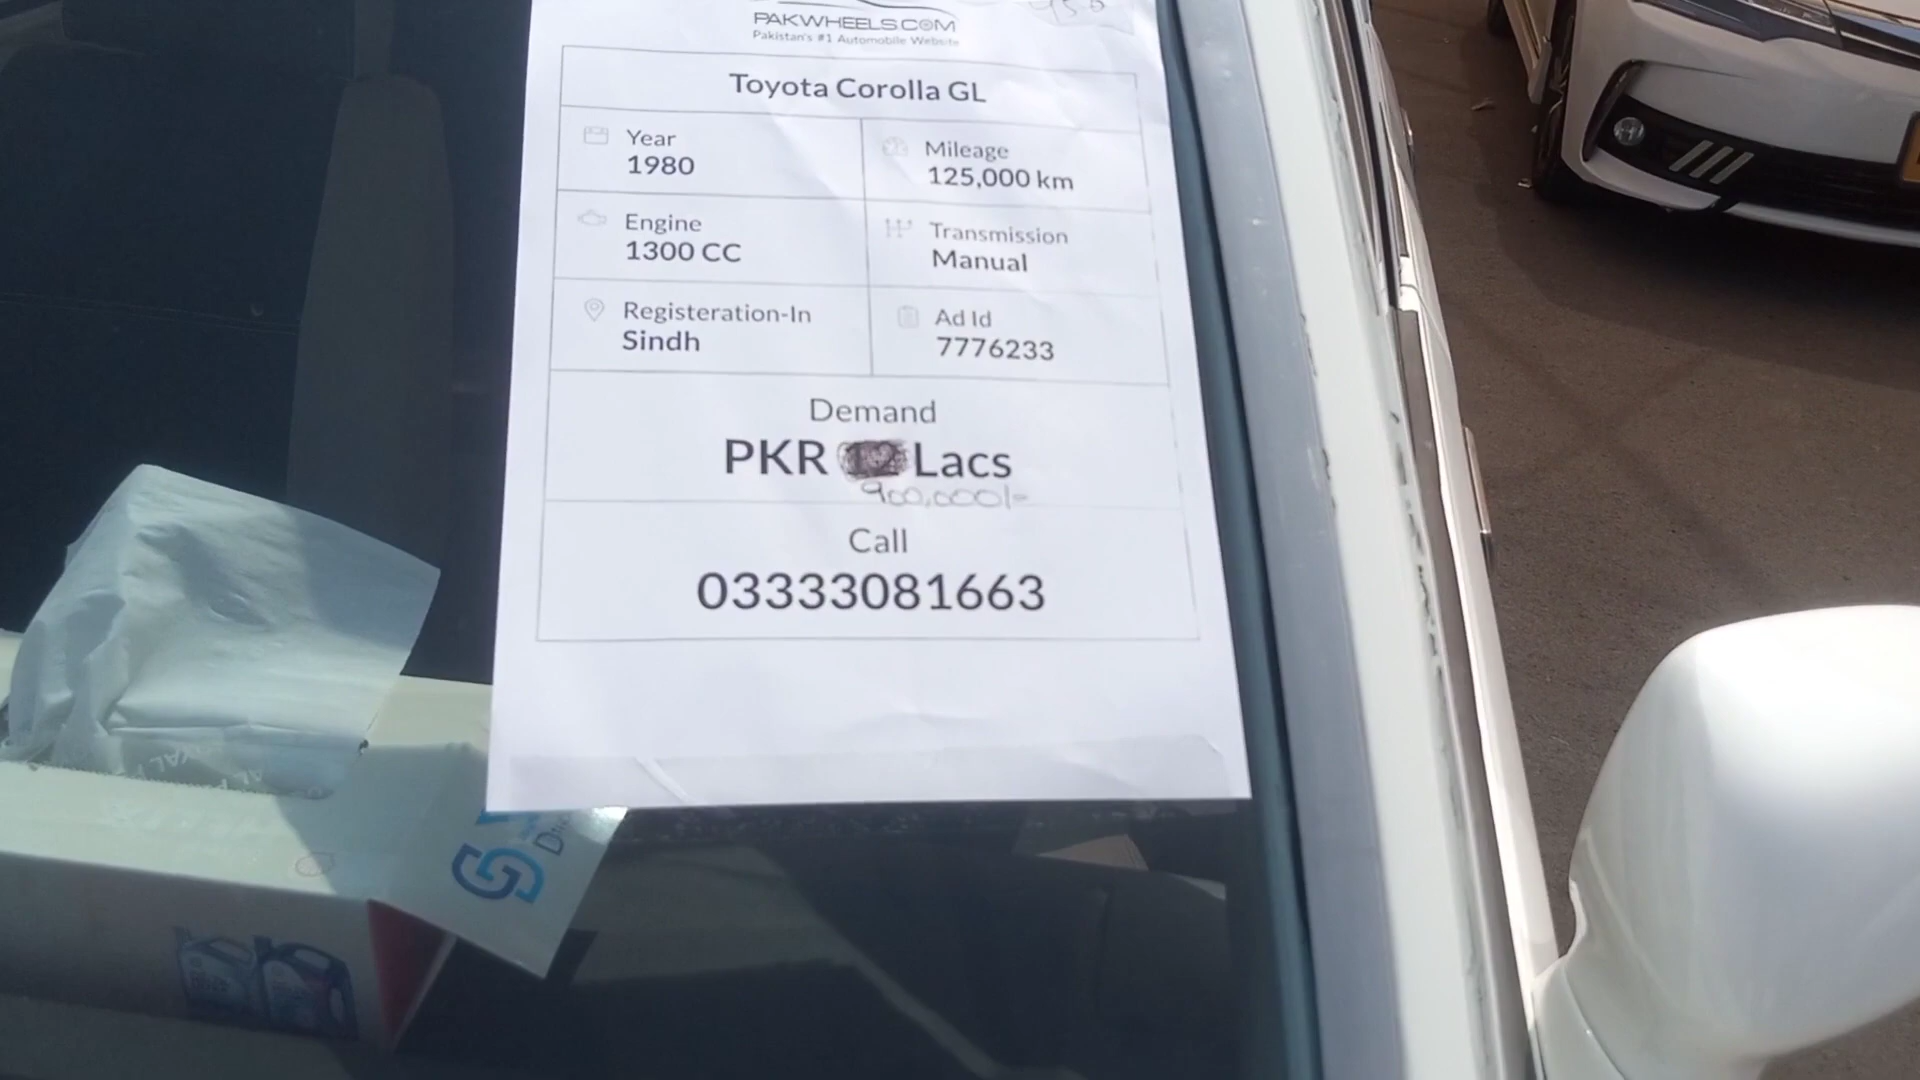 PAKWHEELS.COM
Pakistan's #1 Automobile Website
Toyota Corolla GL
Year
1980
Mileage
125,000 km
Engine
1300 CC
Transmission
Manual
Registeration-In
Sindh
Ad Id
7776233
Demand
PKR 12 Lacs
900,000/-
Call
03333081663